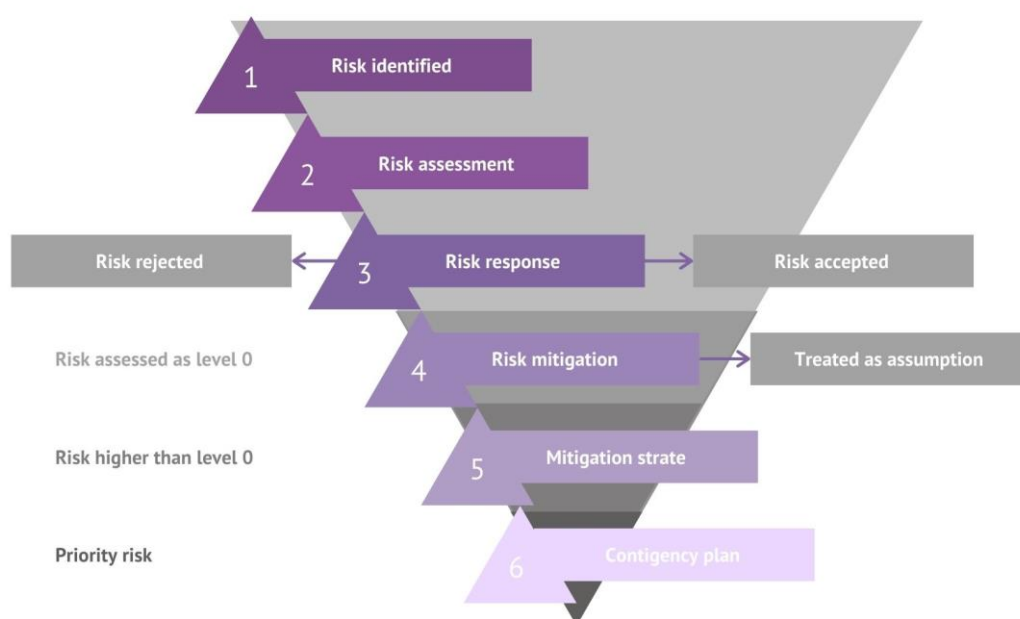 1
Risk identified
2
Risk assessment
Risk rejected
3
Risk response
Risk accepted
Risk assessed as level 0
4
Risk mitigation
Treated as assumption
Risk higher than level 0
5
Mitigation strate
Priority risk
6
Contigency plan